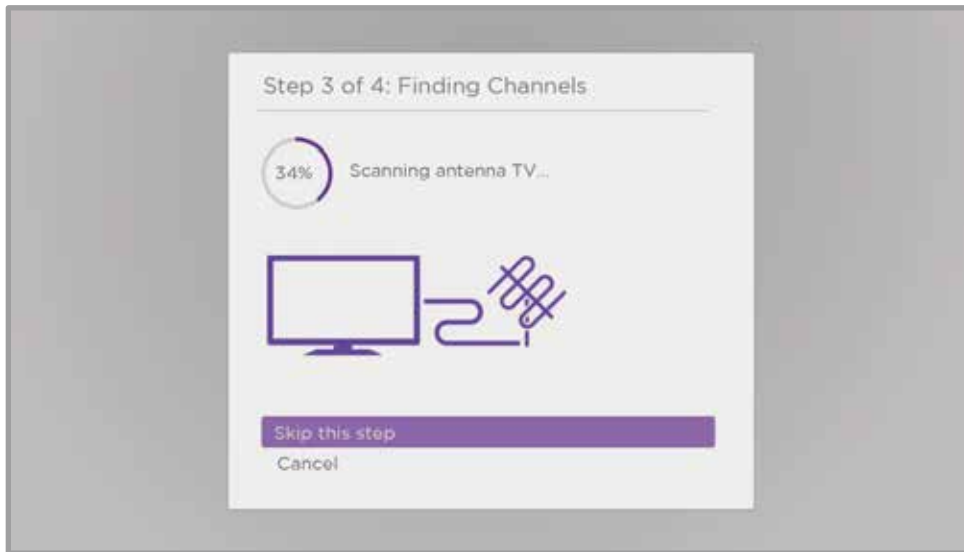 Step 3 of 4: Finding Channels
34%
Scanning antenna TV...
Skip this step
Cancel